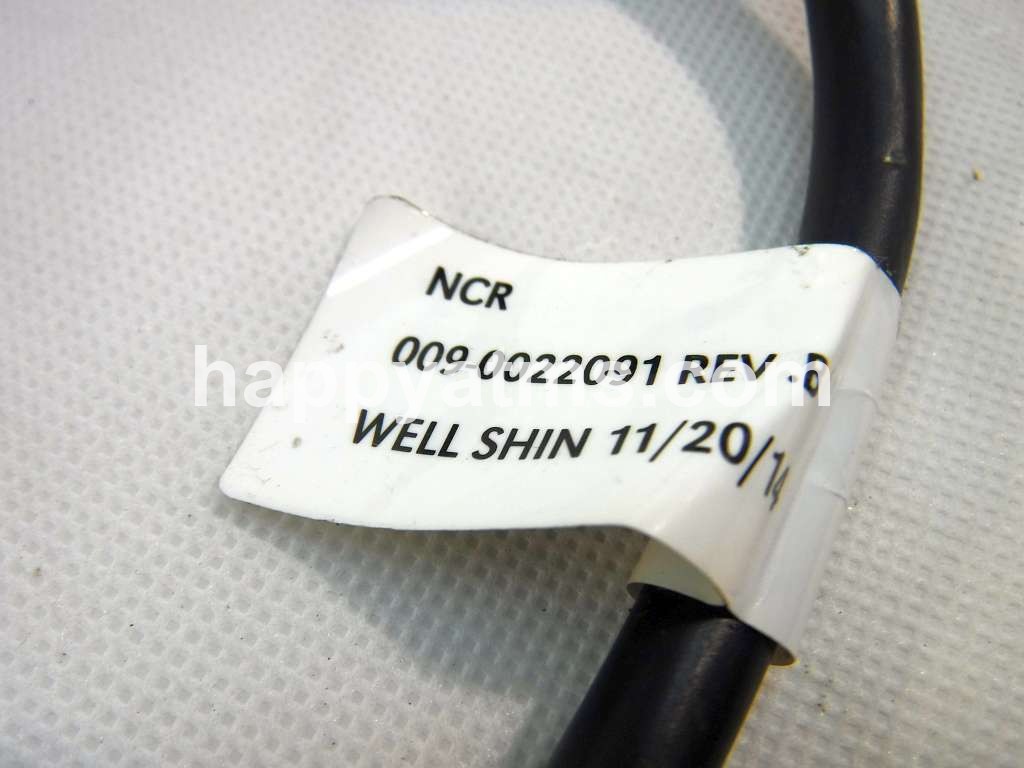 NCR
009-0022091 REV
WELL SHIN 11/20/14
happyatms.com